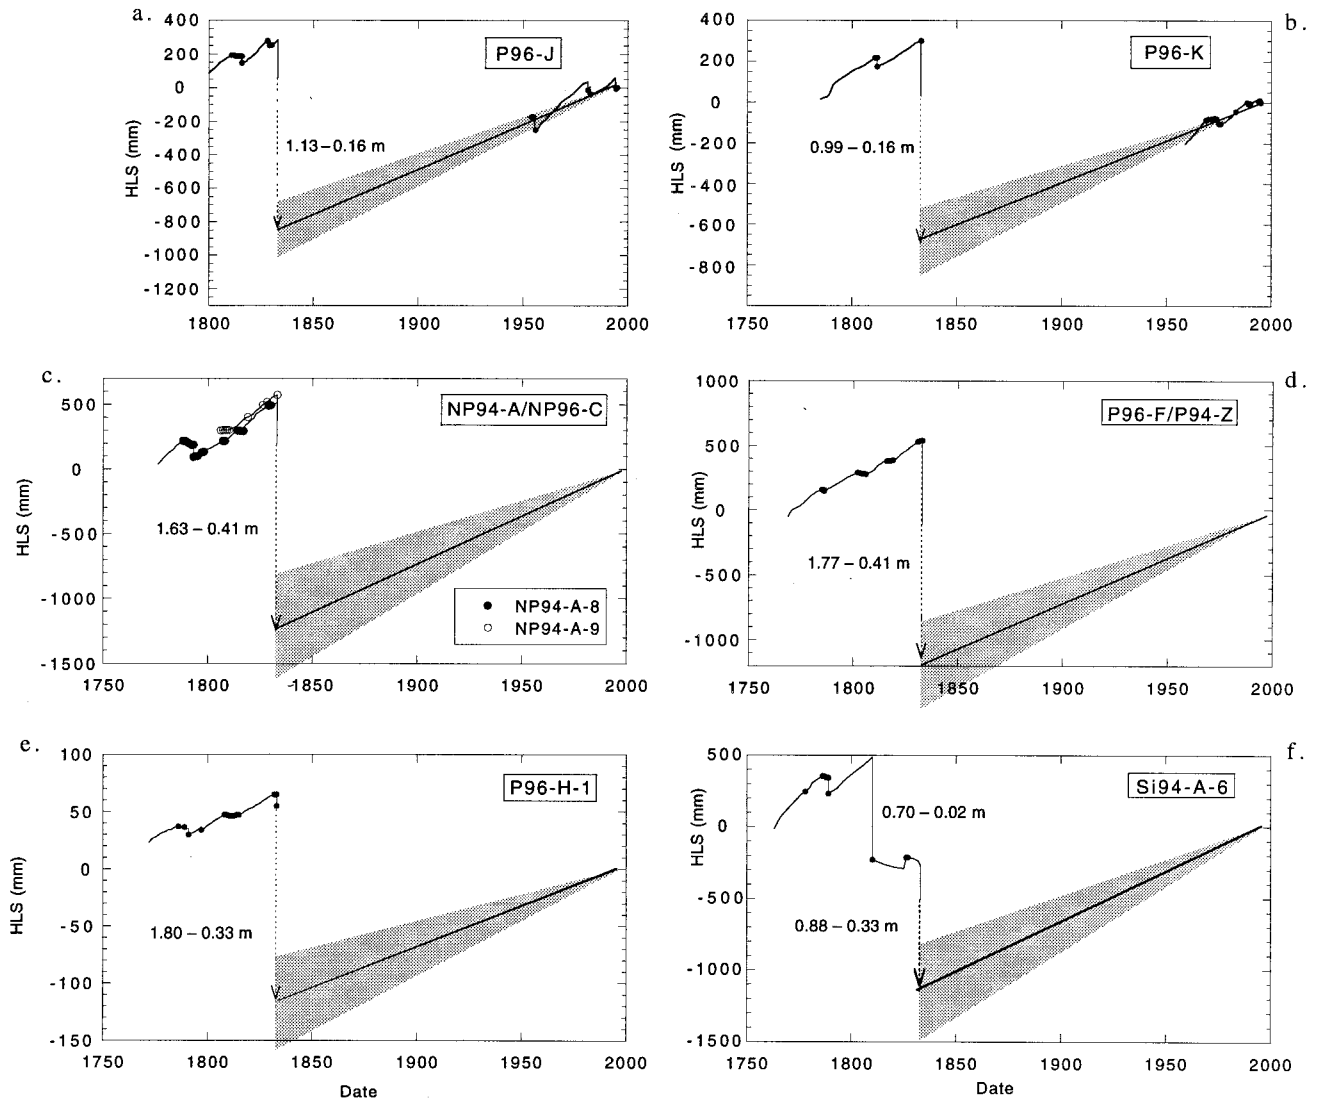 a.
400
200
0
-200
-400
-600
-800
-1000
-1200
HLS (mm)
P96-J
1.13 – 0.16 m
1800
1850
1900
1950
2000
b.
400
300
200
100
0
-100
-200
-400
-600
-800
HLS (mm)
P96-K
0.99 – 0.16 m
1750
1800
1850
1900
1950
2000
c.
500
0
-500
-1000
-1500
HLS (mm)
NP94-A/NP96-C
1.63 – 0.41 m
NP94-A-8
NP94-A-9
1750
1800
1850
1900
1950
2000
d.
1000
500
0
-500
-1000
HLS (mm)
P96-F/P94-Z
1.77 – 0.41 m
1750
1800
1850
1900
1950
2000
e.
100
50
0
-50
-100
-150
HLS (mm)
P96-H-1
1.80 – 0.33 m
1750
1800
1850
1900
1950
2000
Date
f.
500
0
-500
-1000
-1500
HLS (mm)
Si94-A-6
0.70 – 0.02 m
0.88 – 0.33 m
1750
1800
1850
1900
1950
2000
Date